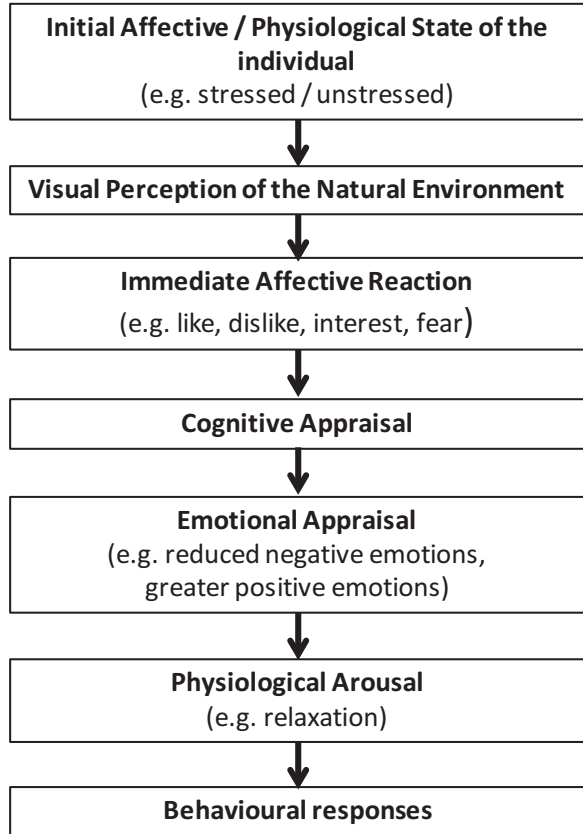 Initial Affective / Physiological State of the
individual
(e.g. stressed / unstressed)
Visual Perception of the Natural Environment
Immediate Affective Reaction
(e.g. like, dislike, interest, fear)
Cognitive Appraisal
Emotional Appraisal
(e.g. reduced negative emotions,
greater positive emotions)
Physiological Arousal
(e.g. relaxation)
Behavioural responses